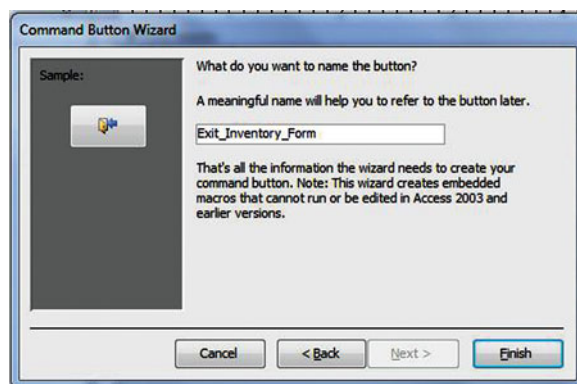 Command Button Wizard
Sample:
What do you want to name the button?
A meaningful name will help you to refer to the button later.
Exit_Inventory_Form
That's all the information the wizard needs to create your
command button. Note: This wizard creates embedded
macros that cannot run or be edited in Access 2003 and
earlier versions.
Cancel
< Back
Next >
Finish